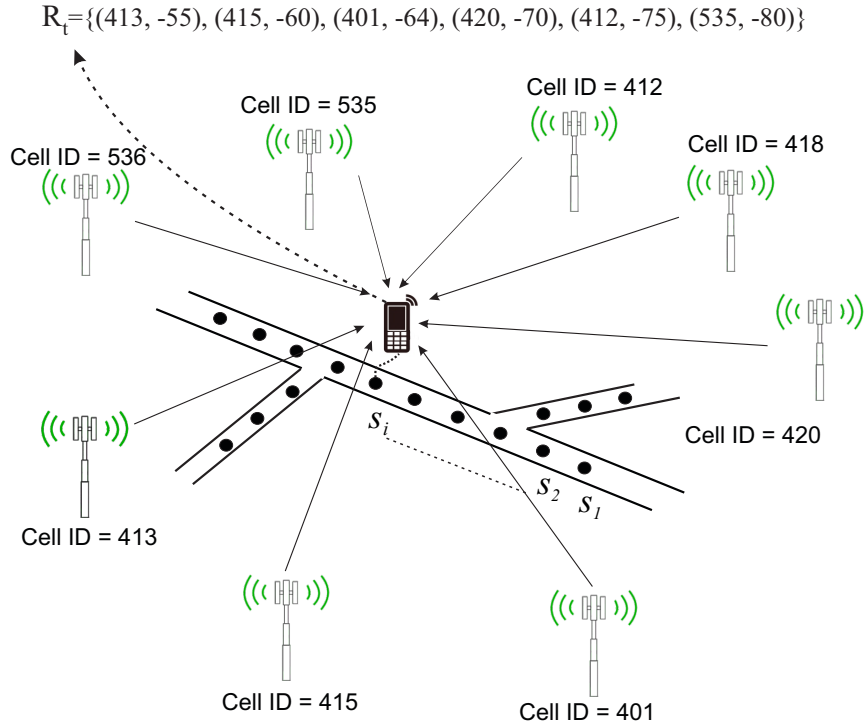 Rt={(413, -55), (415, -60), (401, -64), (420, -70), (412, -75), (535, -80)}
Cell ID = 412
Cell ID = 535
Cell ID = 418
Cell ID = 536
si
Cell ID = 420
s2
s1
Cell ID = 413
Cell ID = 415
Cell ID = 401